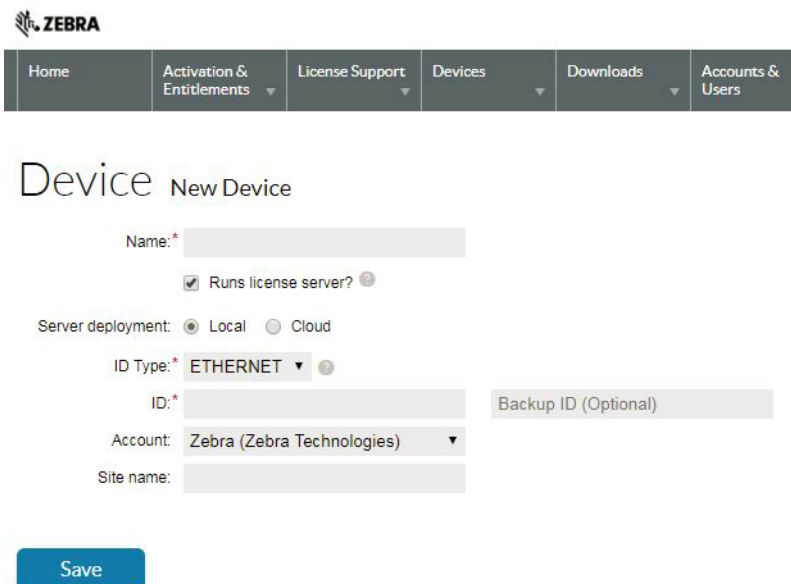 ZEBRA
Home Activation & Entitlements License Support Devices Downloads Accounts & Users
Device New Device
Name:*
Runs license server? ?
Server deployment: Local Cloud
ID Type:* ETHERNET ?
ID:* Backup ID (Optional)
Account: Zebra (Zebra Technologies)
Site name:
Save